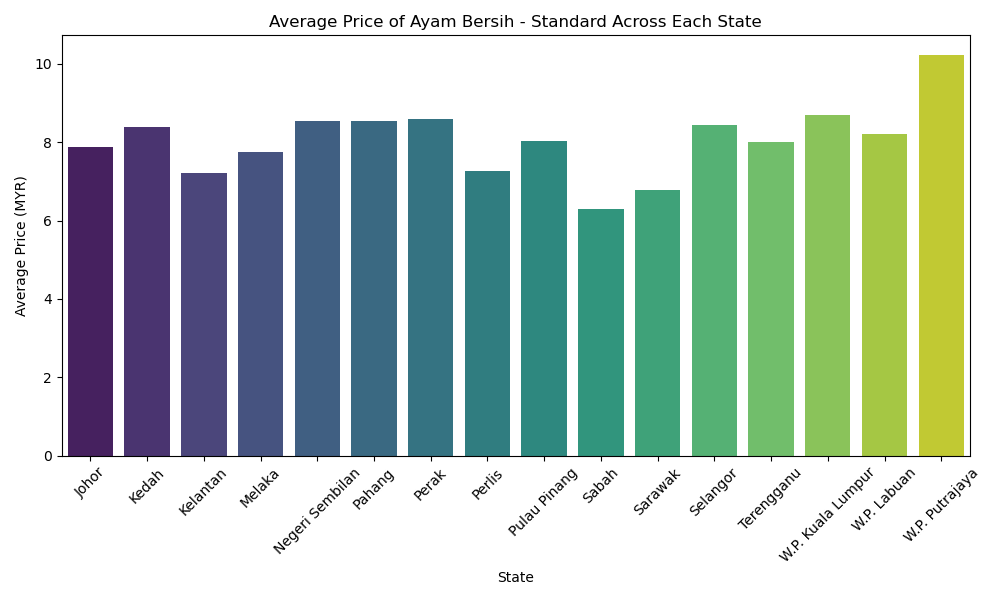 Average Price of Ayam Bersih - Standard Across Each State
Average Price (MYR)
10
8
6
4
2
0
Johor
Kedah
Kelantan
Melaka
Negeri Sembilan
Pahang
Perak
Perlis
Pulau Pinang
Sabah
Sarawak
Selangor
Terengganu
W.P. Kuala Lumpur
W.P. Labuan
W.P. Putrajaya
State